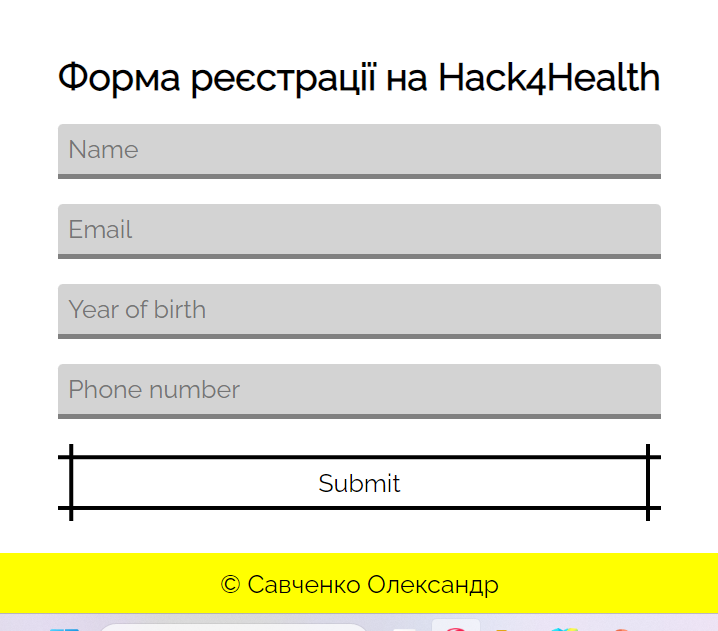 Форма реєстрації на Hack4Health
Name
Email
Year of birth
Phone number
Submit
© Савченко Олександр